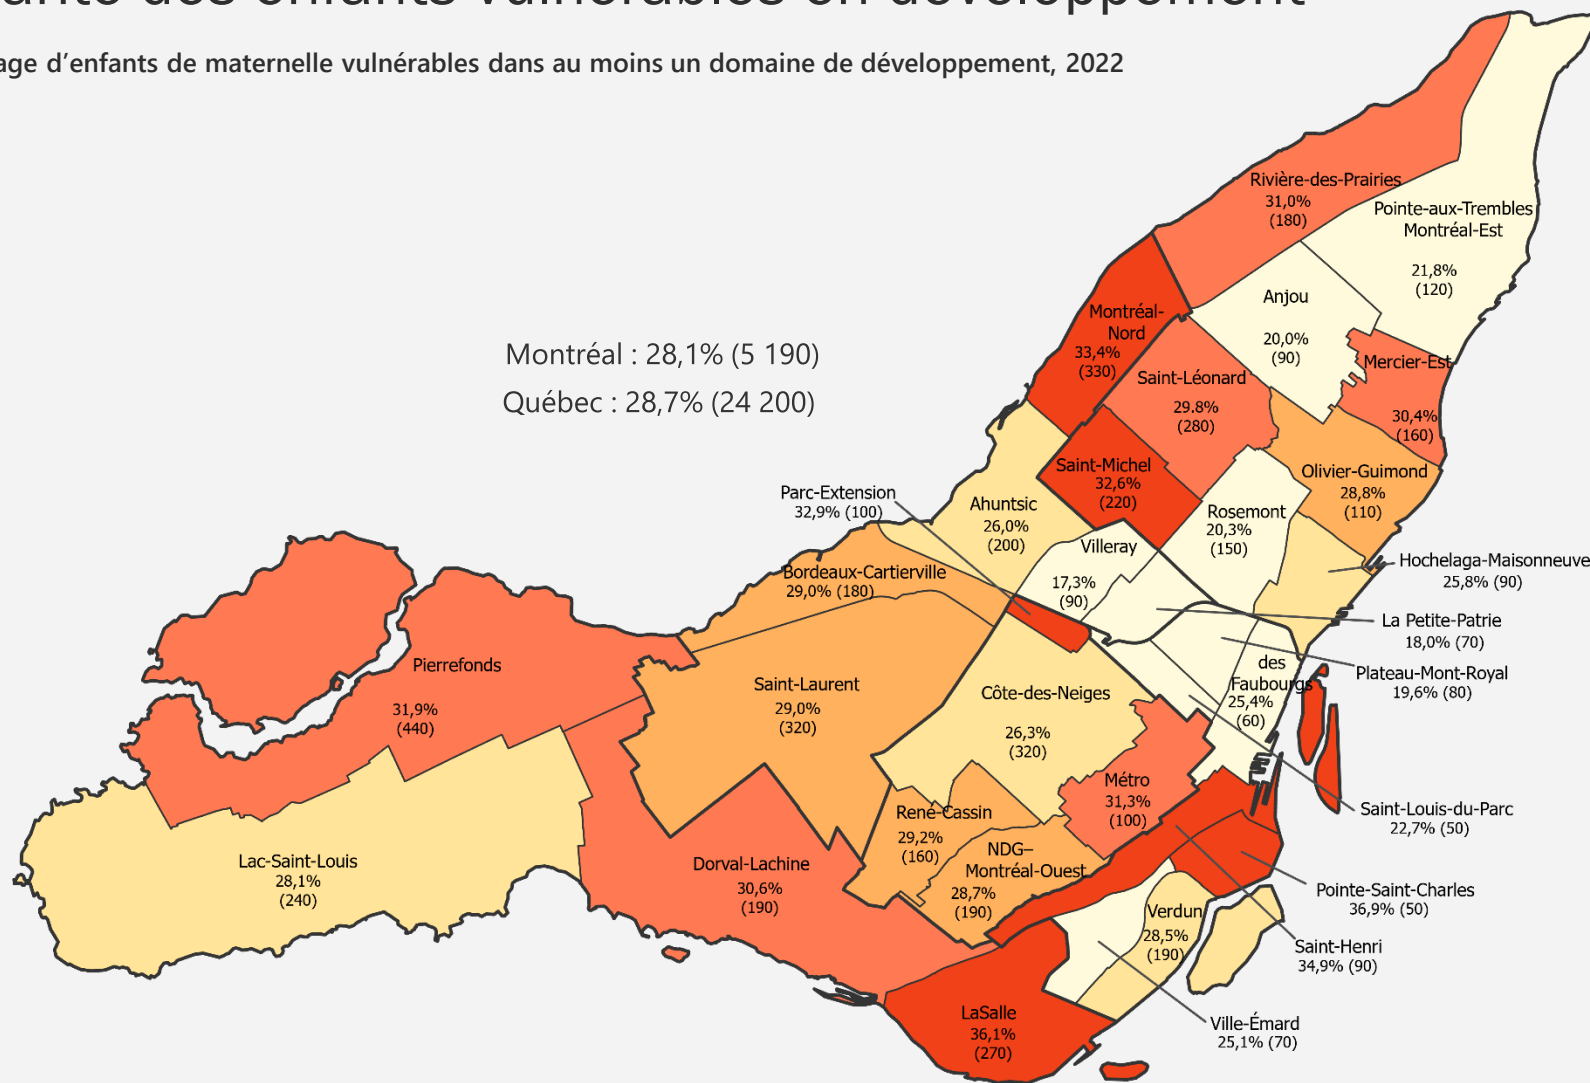 des enfants vulnérables en développement
d'enfants de maternelle vulnérables dans au moins un domaine de développement, 2022
Montréal : 28,1% (5 190)
Québec : 28,7% (24 200)
Rivière-des-Prairies
31,0%
(180)
Pointe-aux-Trembles
Montréal-Est
21,8%
(120)
Anjou
20,0%
(90)
Montréal-
Nord
33,4%
(330)
Mercier-Est
30,4%
(160)
Saint-Léonard
29.8%
(280)
Saint-Michel
32,6%
(220)
Olivier-Guimond
28,8%
(110)
Parc-Extension
32,9% (100)
Ahuntsic
26,0%
(200)
Rosemont
20,3%
(150)
Villeray
17,3%
(90)
Hochelaga-Maisonneuve
25,8% (90)
Bordeaux-Cartierville
29,0% (180)
La Petite-Patrie
18,0% (70)
Plateau-Mont-Royal
19,6% (80)
des
Faubourgs
25,4%
(60)
Pierrefonds
31,9%
(440)
Saint-Laurent
29,0%
(320)
Côte-des-Neiges
26,3%
(320)
Métro
31,3%
(100)
Saint-Louis-du-Parc
22,7% (50)
René-Cassin
29,2%
(160)
NDG–
Montréal-Ouest
28,7%
(190)
Lac-Saint-Louis
28,1%
(240)
Dorval-Lachine
30,6%
(190)
Pointe-Saint-Charles
36,9% (50)
Verdun
28,5%
(190)
Saint-Henri
34,9% (90)
LaSalle
36,1%
(270)
Ville-Émard
25,1% (70)